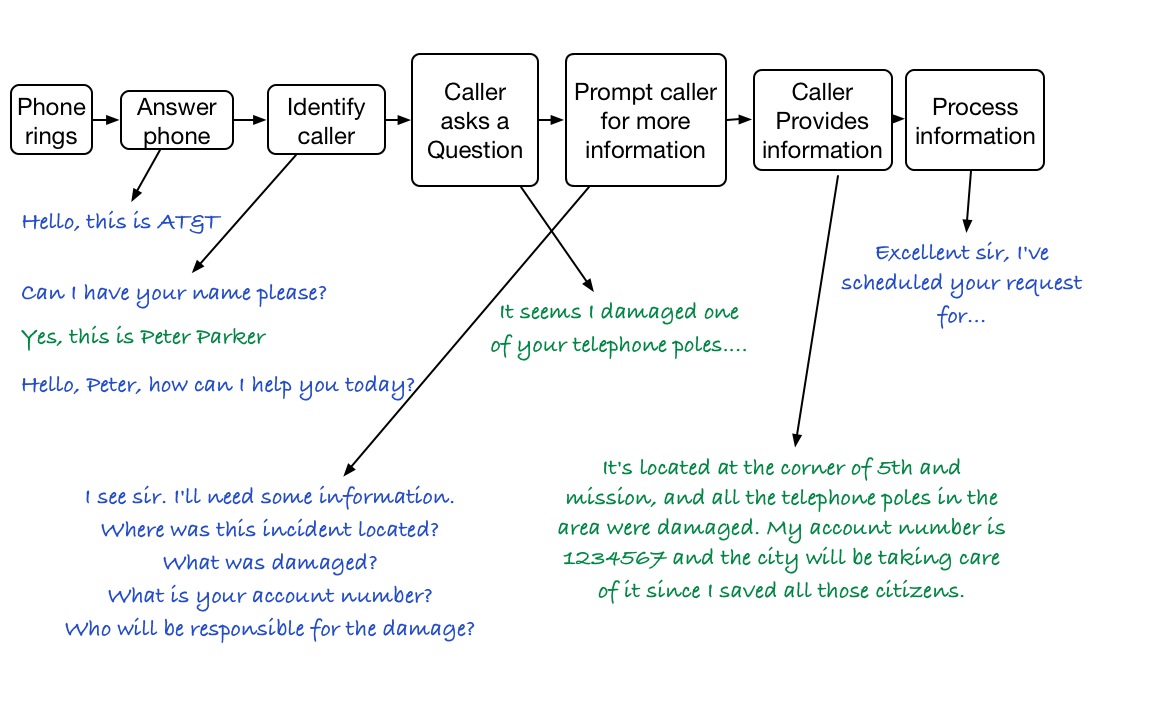 Phone
rings
Answer
phone
Identify
caller
Caller
asks a
Question
Prompt caller
for more
information
Caller
Provides
information
Process
information
Hello, this is AT&T
Can I have your name please?
Yes, this is Peter Parker
Hello, Peter, how can I help you today?
It seems I damaged one
of your telephone poles....
Excellent sir, I've
scheduled your request
for...
I see sir. I'll need some information.
Where was this incident located?
What was damaged?
What is your account number?
Who will be responsible for the damage?
It's located at the corner of 5th and
mission, and all the telephone poles in the
area were damaged. My account number is
1234567 and the city will be taking care
of it since I saved all those citizens.